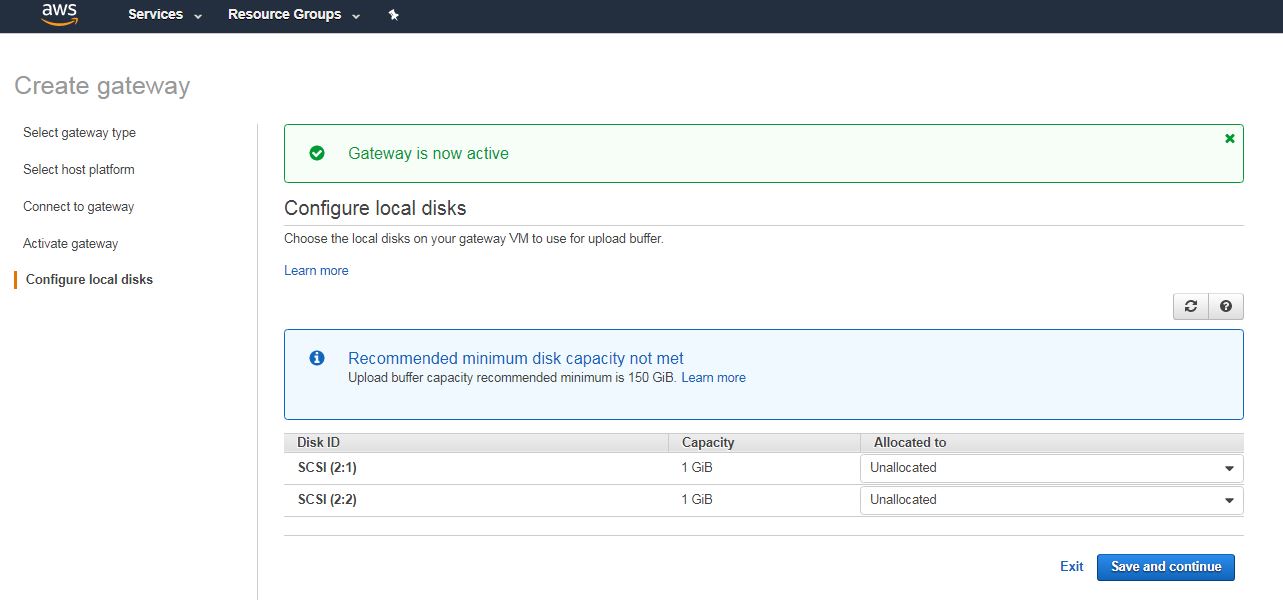 aws Services Resource Groups
Create gateway
Select gateway type
Select host platform
Connect to gateway
Activate gateway
Configure local disks
Gateway is now active
Configure local disks
Choose the local disks on your gateway VM to use for upload buffer.
Learn more
Recommended minimum disk capacity not met
Upload buffer capacity recommended minimum is 150 GiB. Learn more
Disk ID Capacity Allocated to
SCSI (2:1) 1 GiB Unallocated
SCSI (2:2) 1 GiB Unallocated
Exit Save and continue